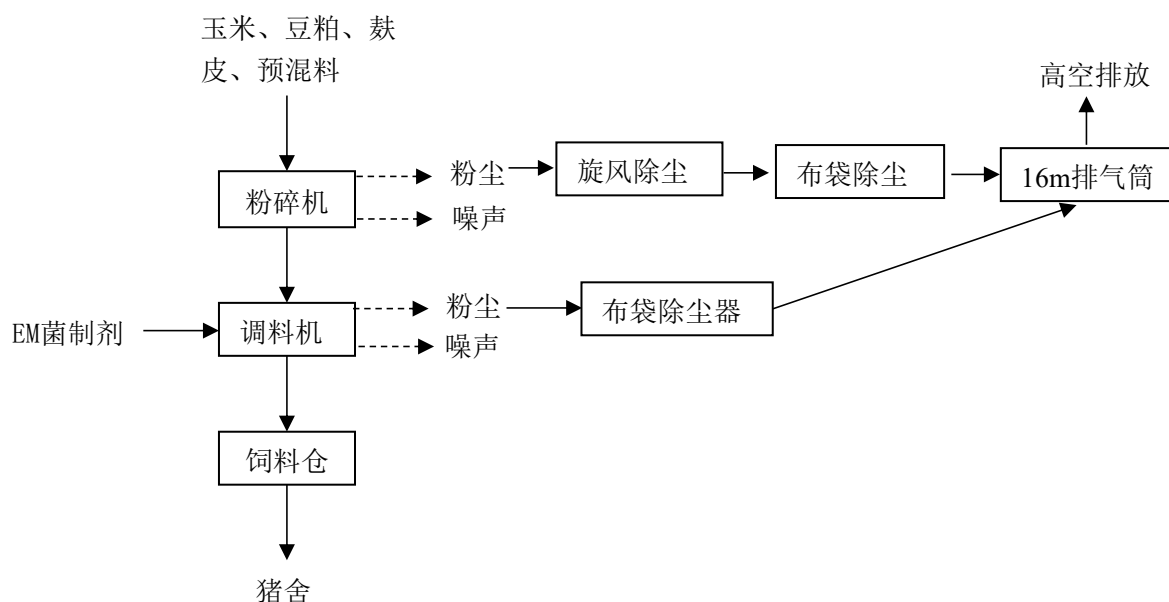 玉米、豆粕、麸
皮、预混料
高空排放
粉碎机
粉尘
旋风除尘
布袋除尘
16m排气筒
噪声
EM菌制剂
调料机
粉尘
布袋除尘器
噪声
饲料仓
猪舍